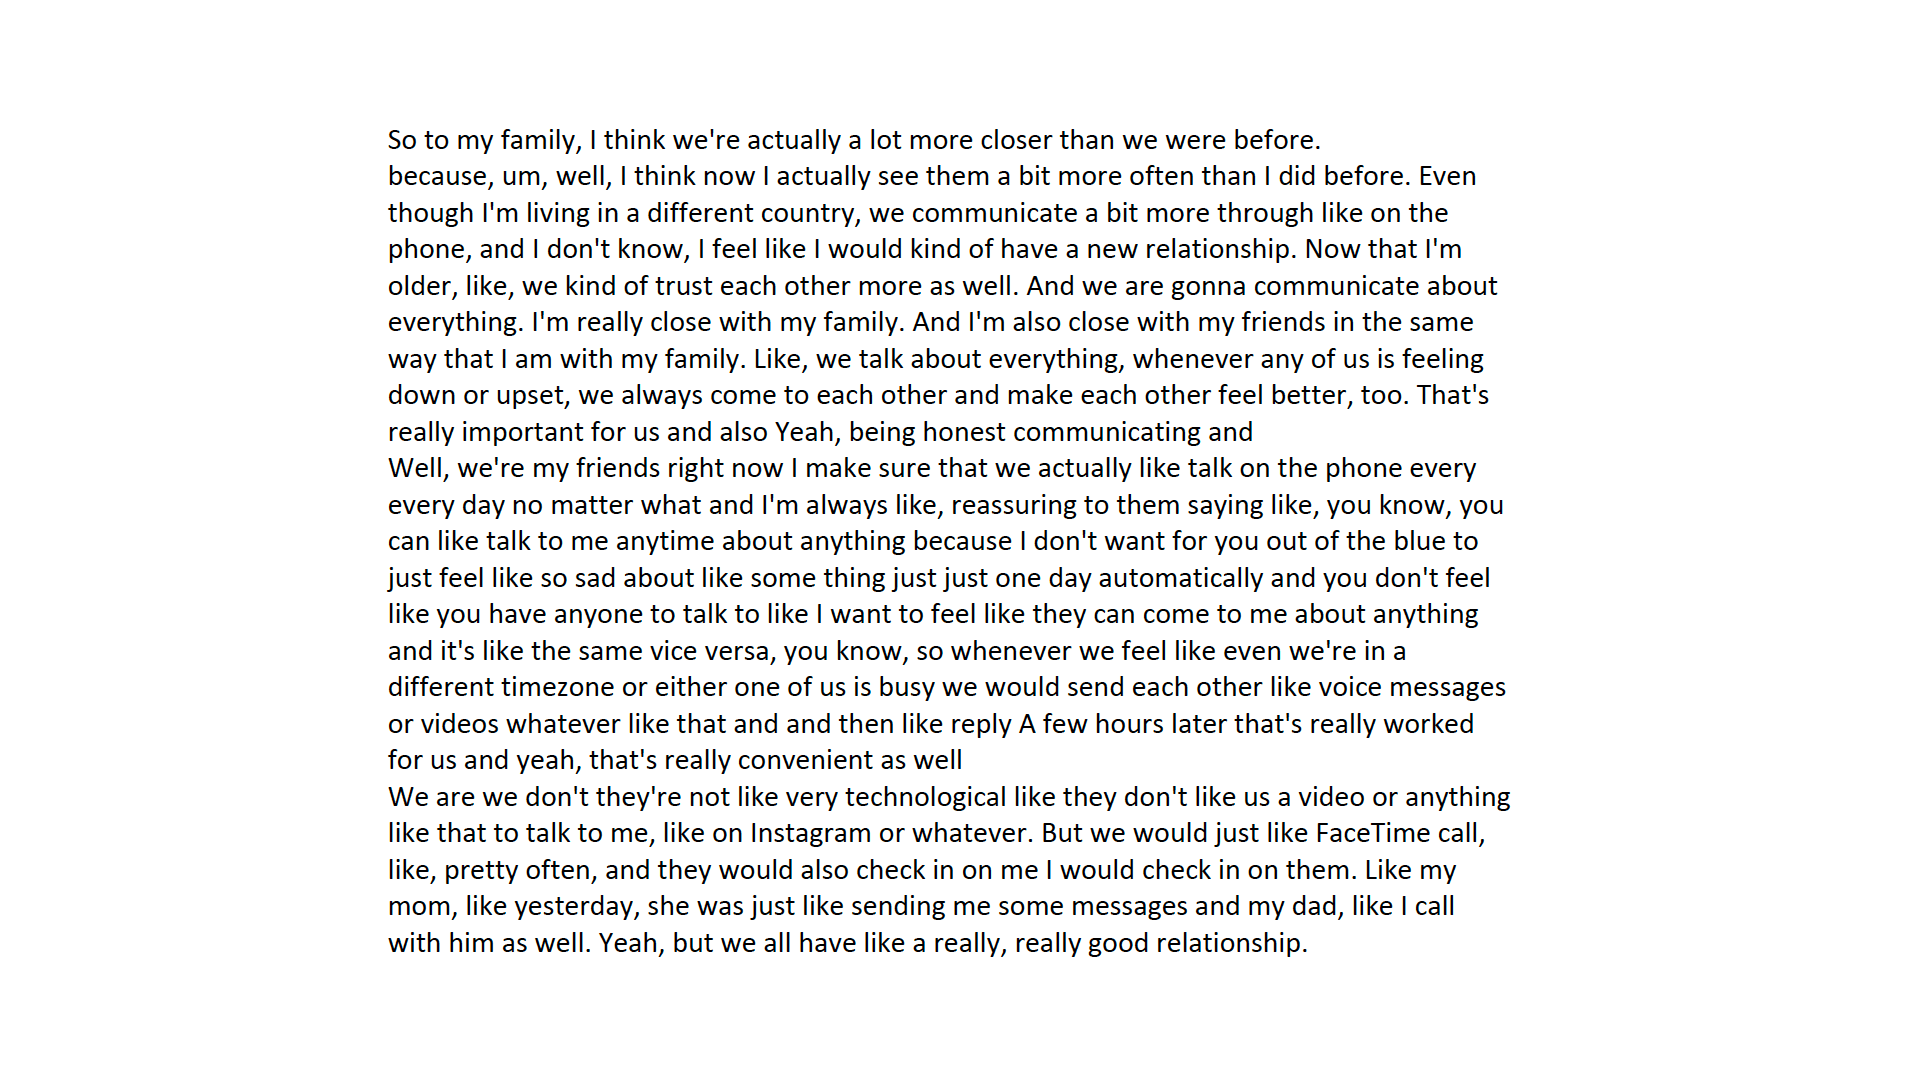 So to my family, I think we're actually a lot more closer than we were before.
because, um, well, I think now I actually see them a bit more often than I did before. Even
though I'm living in a different country, we communicate a bit more through like on the
phone, and I don't know, I feel like I would kind of have a new relationship. Now that I'm
older, like, we kind of trust each other more as well. And we are gonna communicate about
everything. I'm really close with my family. And I'm also close with my friends in the same
way that I am with my family. Like, we talk about everything, whenever any of us is feeling
down or upset, we always come to each other and make each other feel better, too. That's
really important for us and also Yeah, being honest communicating and
Well, we're my friends right now I make sure that we actually like talk on the phone every
every day no matter what and I'm always like, reassuring to them saying like, you know, you
can like talk to me anytime about anything because I don't want for you out of the blue to
just feel like so sad about like some thing just just one day automatically and you don't feel
like you have anyone to talk to like I want to feel like they can come to me about anything
and it's like the same vice versa, you know, so whenever we feel like even we're in a
different timezone or either one of us is busy we would send each other like voice messages
or videos whatever like that and and then like reply A few hours later that's really worked
for us and yeah, that's really convenient as well
We are we don't they're not like very technological like they don't like us a video or anything
like that to talk to me, like on Instagram or whatever. But we would just like FaceTime call,
like, pretty often, and they would also check in on me I would check in on them. Like my
mom, like yesterday, she was just like sending me some messages and my dad, like I call
with him as well. Yeah, but we all have like a really, really good relationship.